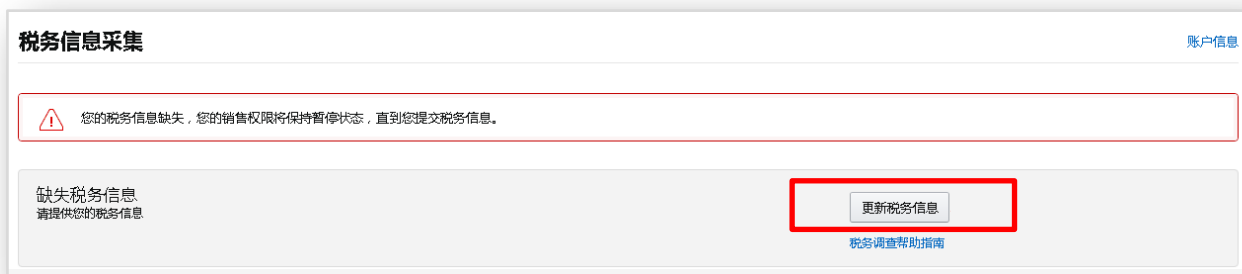 税务信息采集
账户信息
您的税务信息缺失，您的销售权限将保持暂停状态，直到您提交税务信息。
缺失税务信息
请提供您的税务信息
更新税务信息
税务调查帮助指南